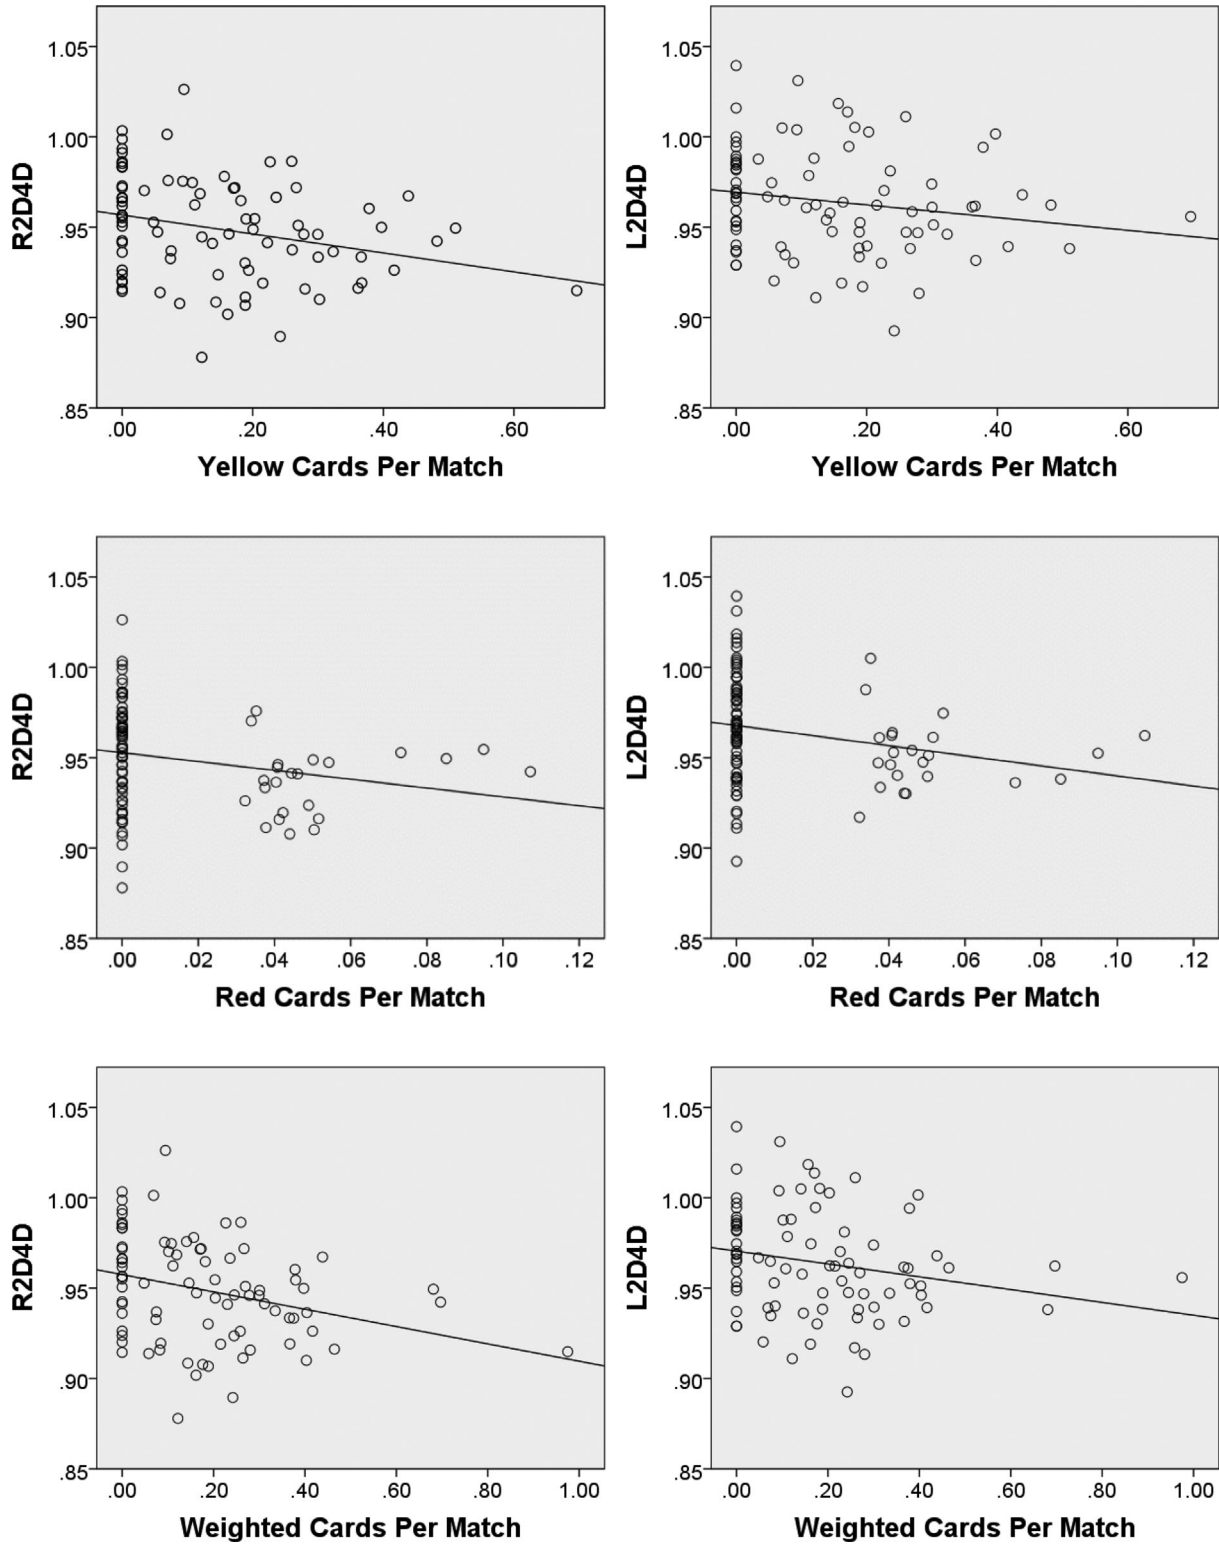 R2D4D
1.05
1.00
.95
.90
.85
.00 .20 .40 .60
Yellow Cards Per Match
L2D4D
1.05
1.00
.95
.90
.85
.00 .20 .40 .60
Yellow Cards Per Match
R2D4D
1.05
1.00
.95
.90
.85
.00 .02 .04 .06 .08 .10 .12
Red Cards Per Match
L2D4D
1.05
1.00
.95
.90
.85
.00 .02 .04 .06 .08 .10 .12
Red Cards Per Match
R2D4D
1.05
1.00
.95
.90
.85
.00 .20 .40 .60 .80 1.00
Weighted Cards Per Match
L2D4D
1.05
1.00
.95
.90
.85
.00 .20 .40 .60 .80 1.00
Weighted Cards Per Match